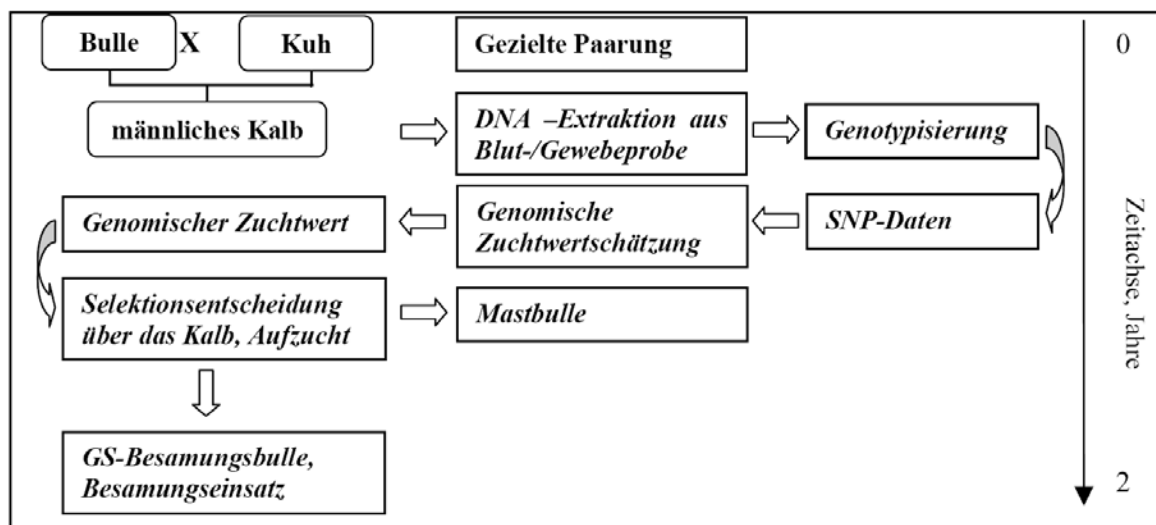 Bulle X Kuh
Gezielte Paarung
0
männliches Kalb
DNA –Extraktion aus
Blut-/Gewebeprobe
Genotypisierung
Genomischer Zuchtwert
Genomische
Zuchtwertschätzung
SNP-Daten
Selektionsentscheidung
über das Kalb, Aufzucht
Mastbulle
GS-Besamungsbulle,
Besamungseinsatz
Zeitachse, Jahre
2